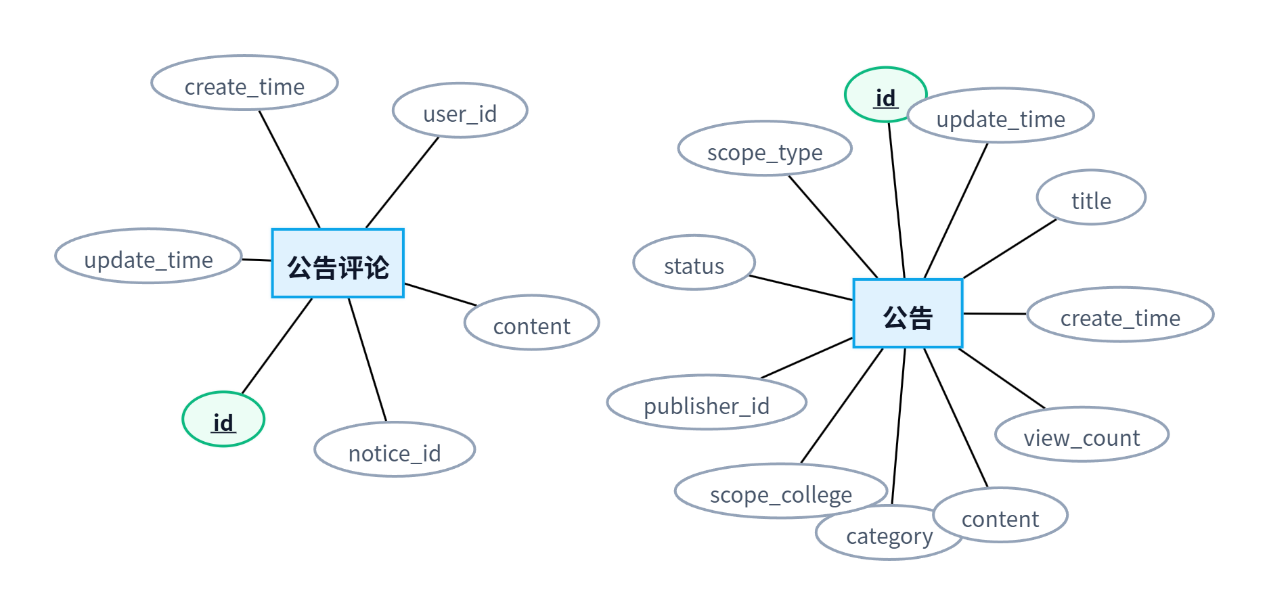 create_time
user_id
update_time
公告评论
content
id
notice_id
id
update_time
scope_type
title
status
公告
create_time
publisher_id
view_count
scope_college
content
category